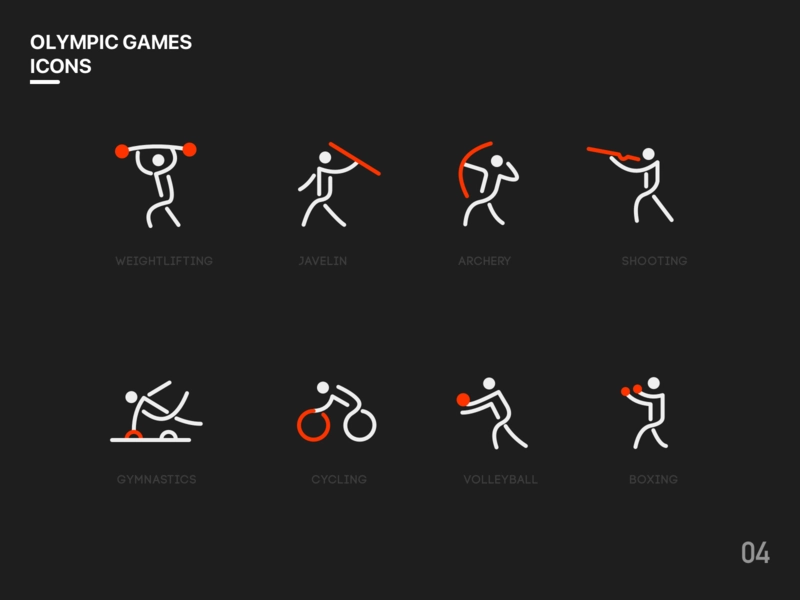 OLYMPIC GAMES
ICONS
WEIGHTLIFTING
JAVELIN
ARCHERY
SHOOTING
GYMNASTICS
CYCLING
VOLLEYBALL
BOXING
04